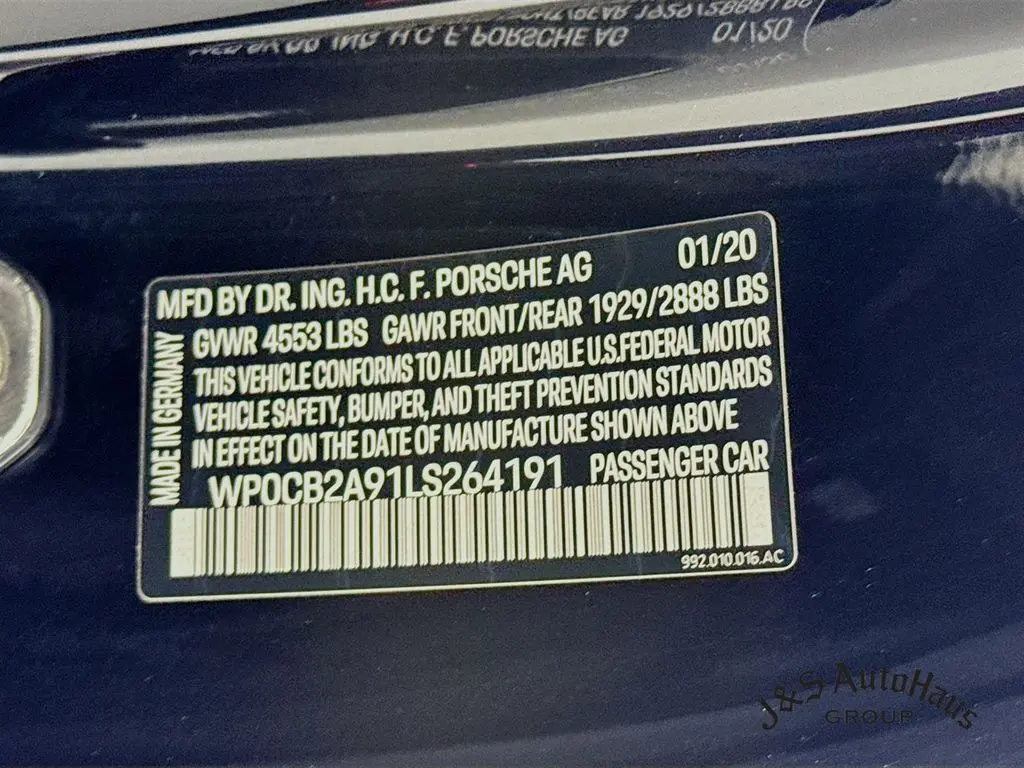 MFD BY DR. ING. H.C. F. PORSCHE AG 01/20
GVWR 4553 LBS GAWR FRONT/REAR 1929/2888 LBS
THIS VEHICLE CONFORMS TO ALL APPLICABLE U.S.FEDERAL MOTOR
VEHICLE SAFETY, BUMPER, AND THEFT PREVENTION STANDARDS
IN EFFECT ON THE DATE OF MANUFACTURE SHOWN ABOVE
WP0CB2A91LS264191 PASSENGER CAR
992.010.016.AC
MADE IN GERMANY
J&S AutoHaus
GROUP